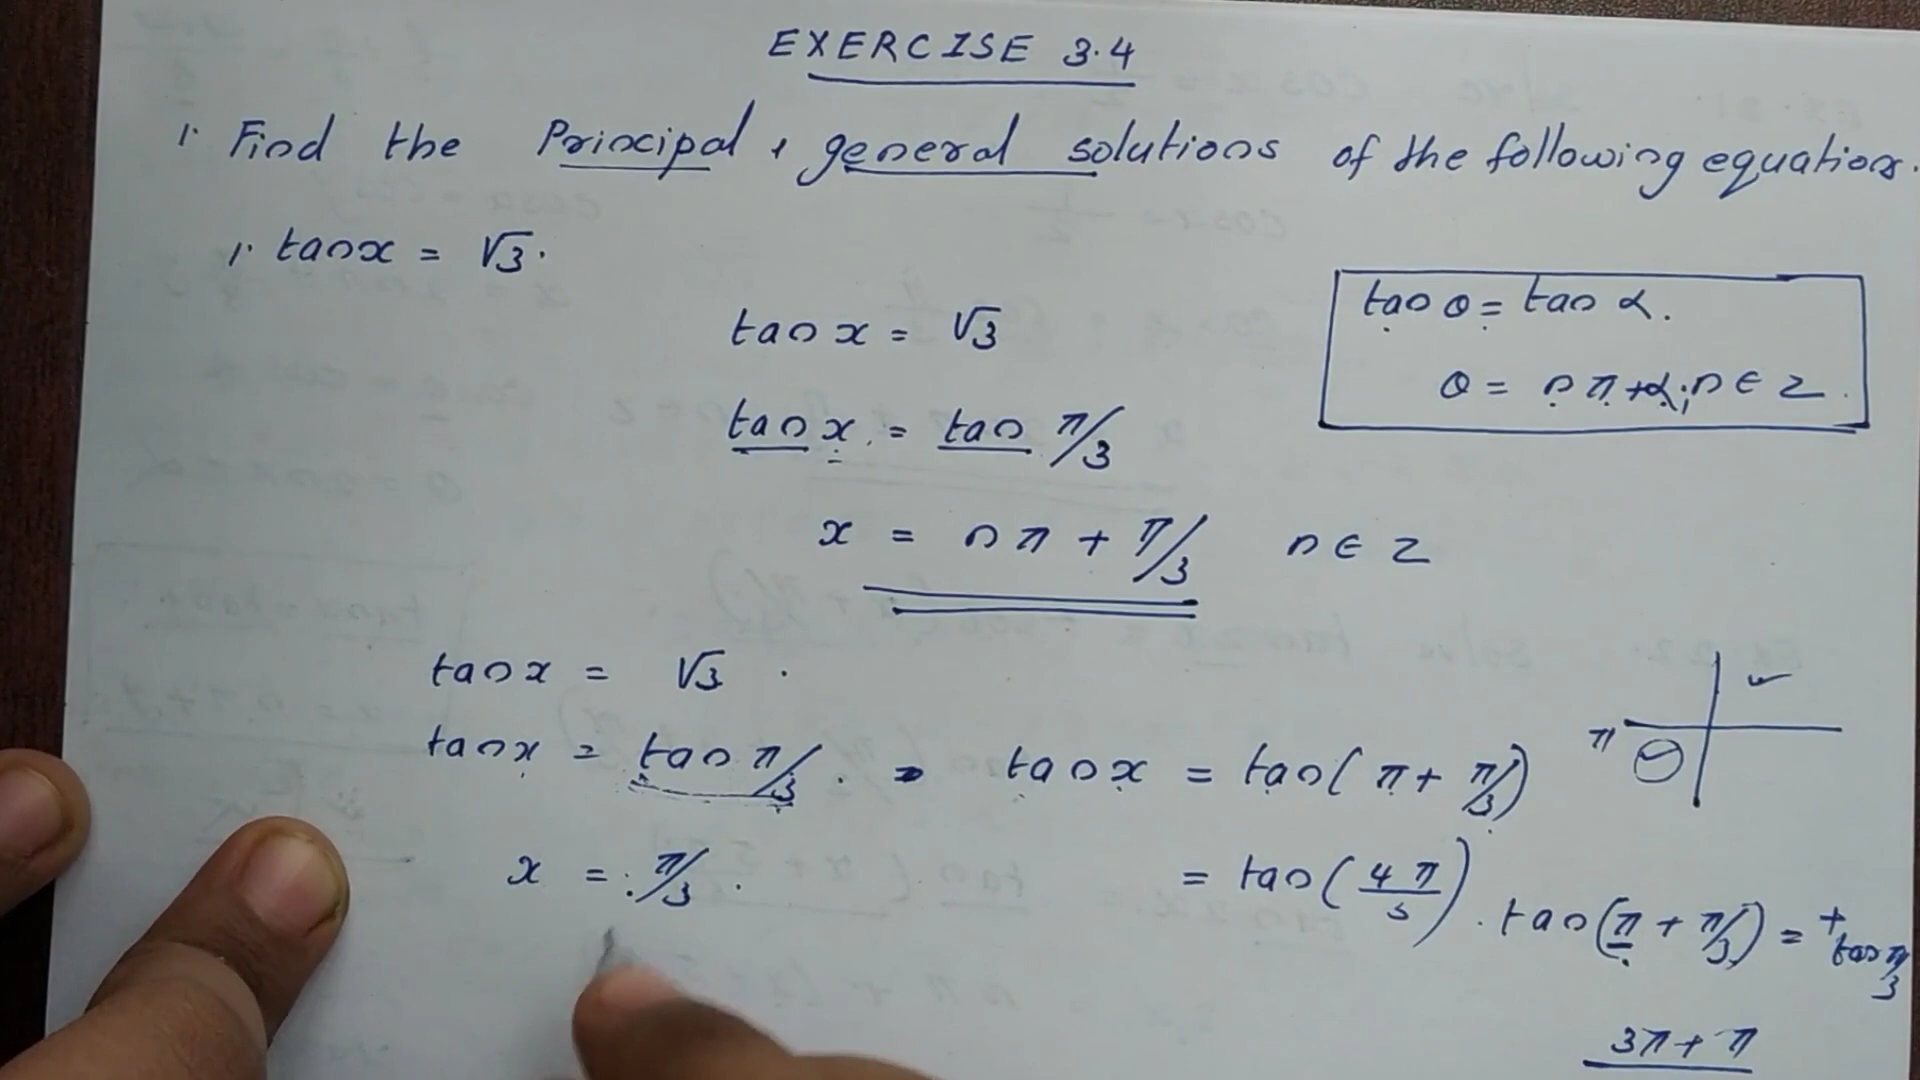 EXERCISE 3.4
1. Find the Principal & general solutions of the following equations.
1. tan x = √3.
tan x = √3
tan θ = tan α.
θ = nπ+α, n ∈ Z.
tan x = tan π/3
x = nπ + π/3 n ∈ Z
tan x = √3
tan x = tan π/3. tan x = tan(π + π/3)
π
x = π/3. = tan(4π/3). tan(π + π/3) = + tan π/3
3π + π